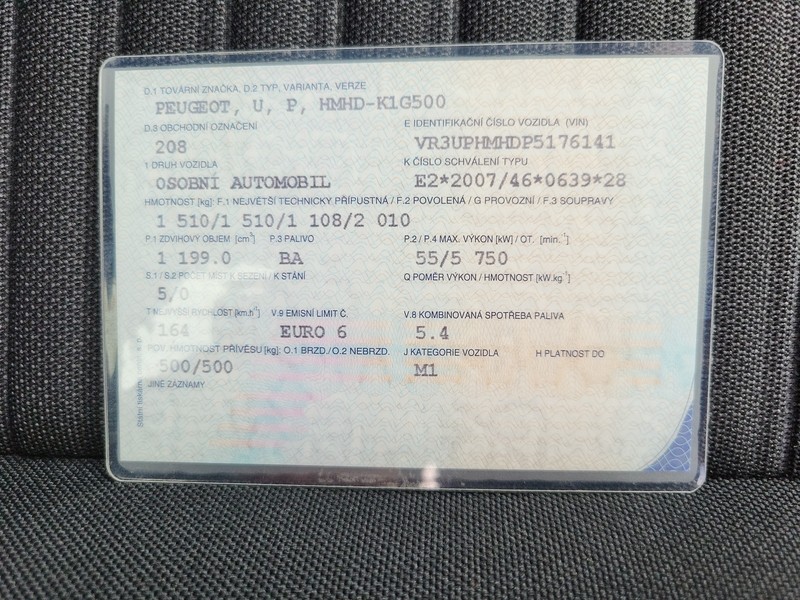 D.1 TOVÁRNÍ ZNAČKA, D.2 TYP, VARIANTA, VERZE
PEUGEOT, U, P, HMHD-K1G500
D.3 OBCHODNÍ OZNAČENÍ E IDENTIFIKAČNÍ ČÍSLO VOZIDLA (VIN)
208 VR3UPHMHDP5176141
1 DRUH VOZIDLA K ČÍSLO SCHVÁLENÍ TYPU
OSOBNÍ AUTOMOBIL E2*2007/46*0639*28
HMOTNOST [kg]: F.1 NEJVĚTŠÍ TECHNICKY PŘÍPUSTNÁ / F.2 POVOLENÁ / G PROVOZNÍ / F.3 SOUPRAVY
1 510/1 510/1 108/2 010
P.1 ZDVIHOVÝ OBJEM [cm³] P.3 PALIVO P.2 / P.4 MAX. VÝKON [kW] / OT. [min.⁻¹]
1 199.0 BA 55/5 750
S.1 / S.2 POČET MÍST K SEZENÍ / K STÁNÍ Q POMĚR VÝKON / HMOTNOST [kW.kg⁻¹]
5/0
T NEJVYŠŠÍ RYCHLOST [km.h⁻¹] V.9 EMISNÍ LIMIT Č. V.8 KOMBINOVANÁ SPOTŘEBA PALIVA
164 EURO 6 5.4
POV. HMOTNOST PŘÍVĚSU [kg]: O.1 BRZD./O.2 NEBRZD. J KATEGORIE VOZIDLA H PLATNOST DO
500/500 M1
JINÉ ZÁZNAMY